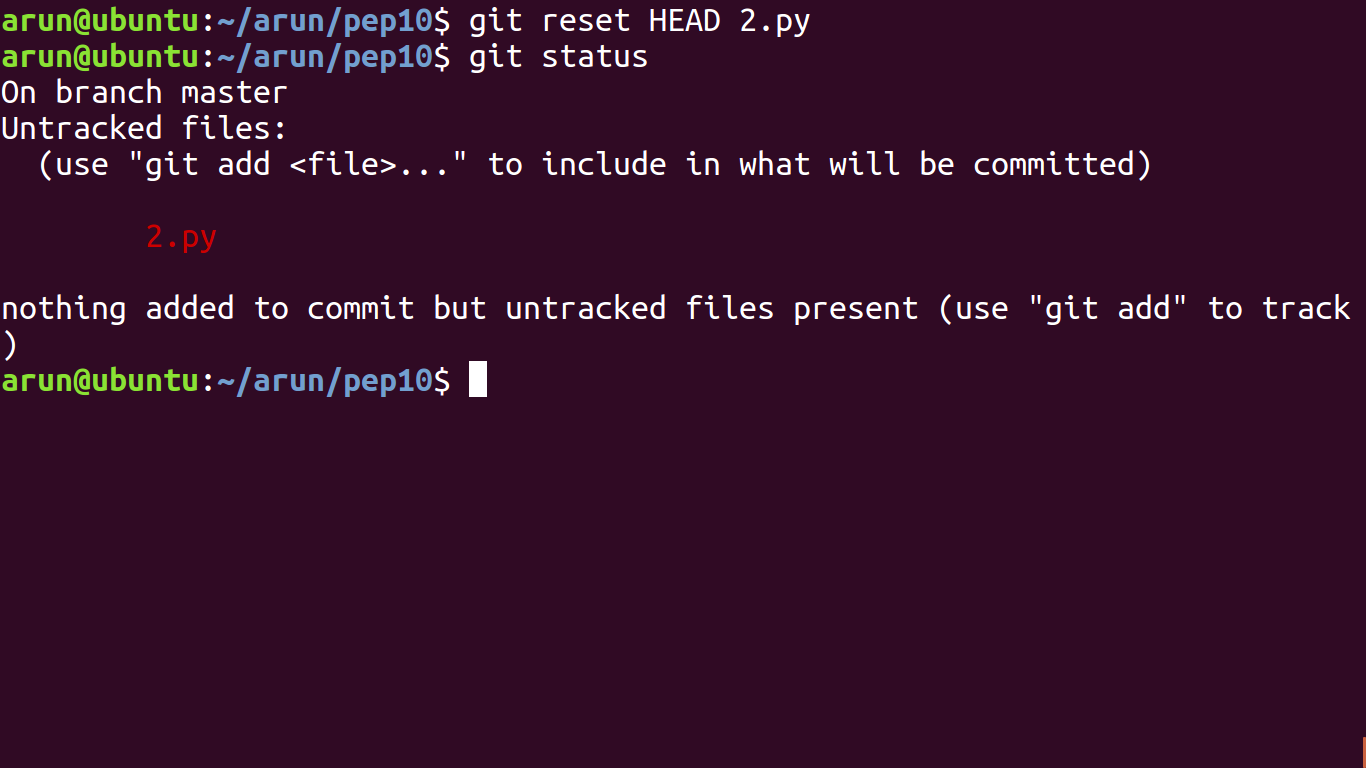 arun@ubuntu:~/arun/pep10$ git reset HEAD 2.py
arun@ubuntu:~/arun/pep10$ git status
On branch master
Untracked files:
  (use "git add <file>..." to include in what will be committed)

        2.py

nothing added to commit but untracked files present (use "git add" to track
)
arun@ubuntu:~/arun/pep10$